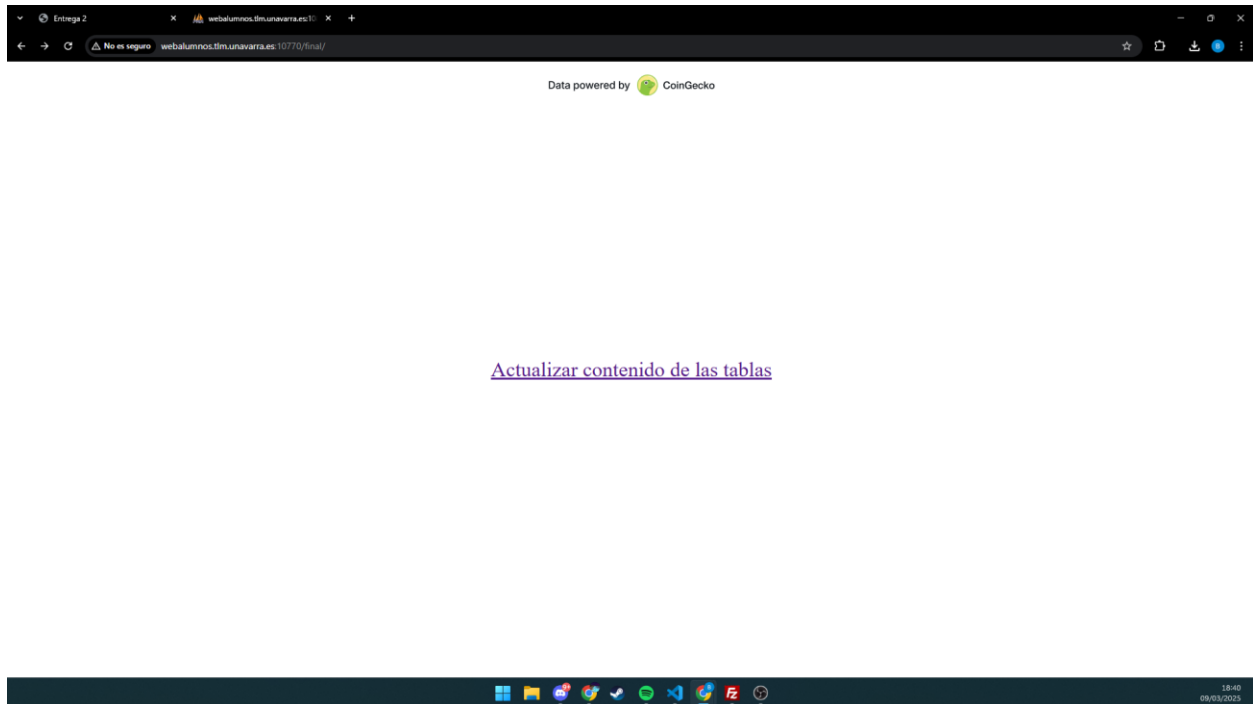 Entrega 2
webalumnos.tlm.unavarra.es:10
No es seguro webalumnos.tlm.unavarra.es:10770/final/
Data powered by CoinGecko
Actualizar contenido de las tablas
18:40
09/03/2025